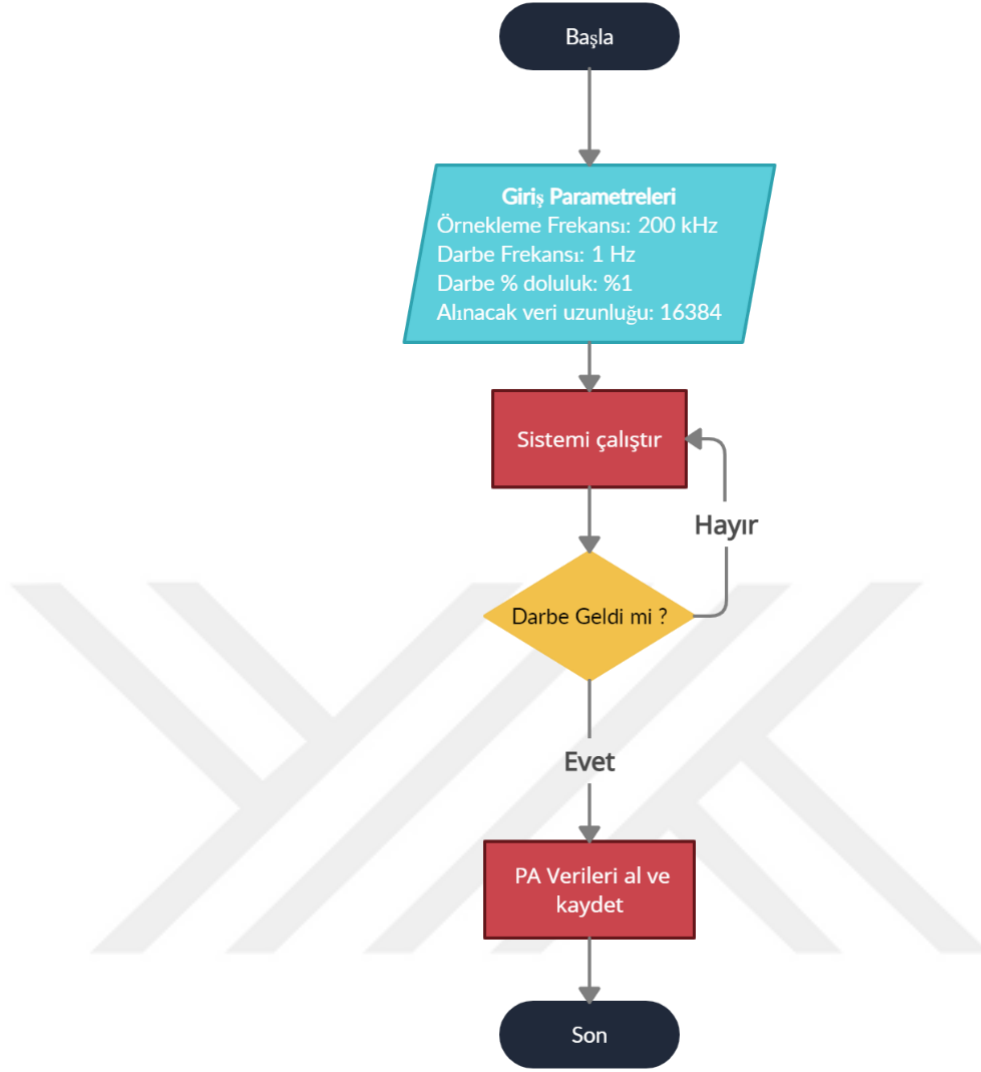 Başla
Giriş Parametreleri
Örnekleme Frekansı: 200 kHz
Darbe Frekansı: 1 Hz
Darbe % doluluk: %1
Alınacak veri uzunluğu: 16384
Sistemi çalıştır
Hayır
Darbe Geldi mi ?
Evet
PA Verileri al ve
kaydet
Son